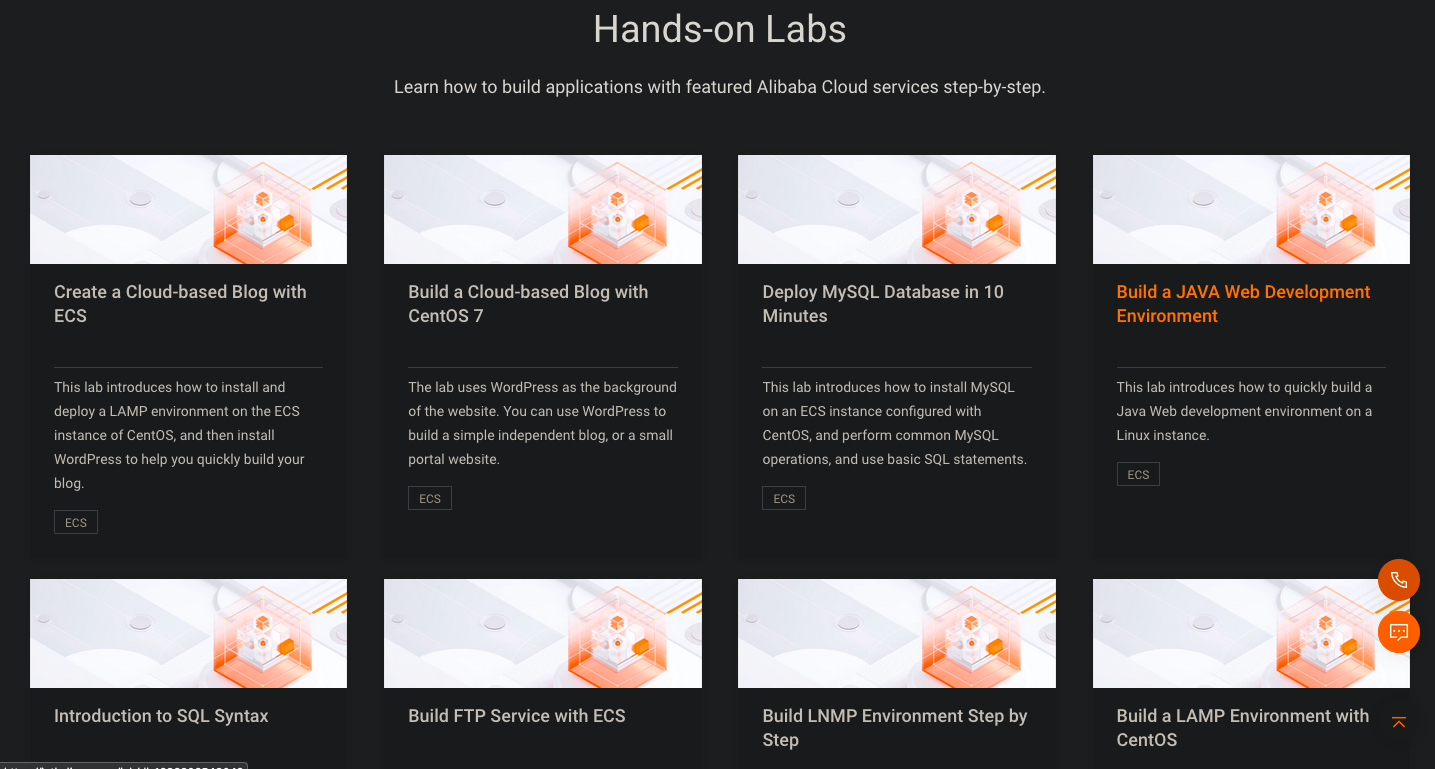 Hands-on Labs
Learn how to build applications with featured Alibaba Cloud services step-by-step.
Create a Cloud-based Blog with
ECS
This lab introduces how to install and
deploy a LAMP environment on the ECS
instance of CentOS, and then install
WordPress to help you quickly build your
blog.
ECS
Build a Cloud-based Blog with
CentOS 7
The lab uses WordPress as the background
of the website. You can use WordPress to
build a simple independent blog, or a small
portal website.
ECS
Deploy MySQL Database in 10
Minutes
This lab introduces how to install MySQL
on an ECS instance configured with
CentOS, and perform common MySQL
operations, and use basic SQL statements.
ECS
Build a JAVA Web Development
Environment
This lab introduces how to quickly build a
Java Web development environment on a
Linux instance.
ECS
Introduction to SQL Syntax
Build FTP Service with ECS
Build LNMP Environment Step by
Step
Build a LAMP Environment with
CentOS